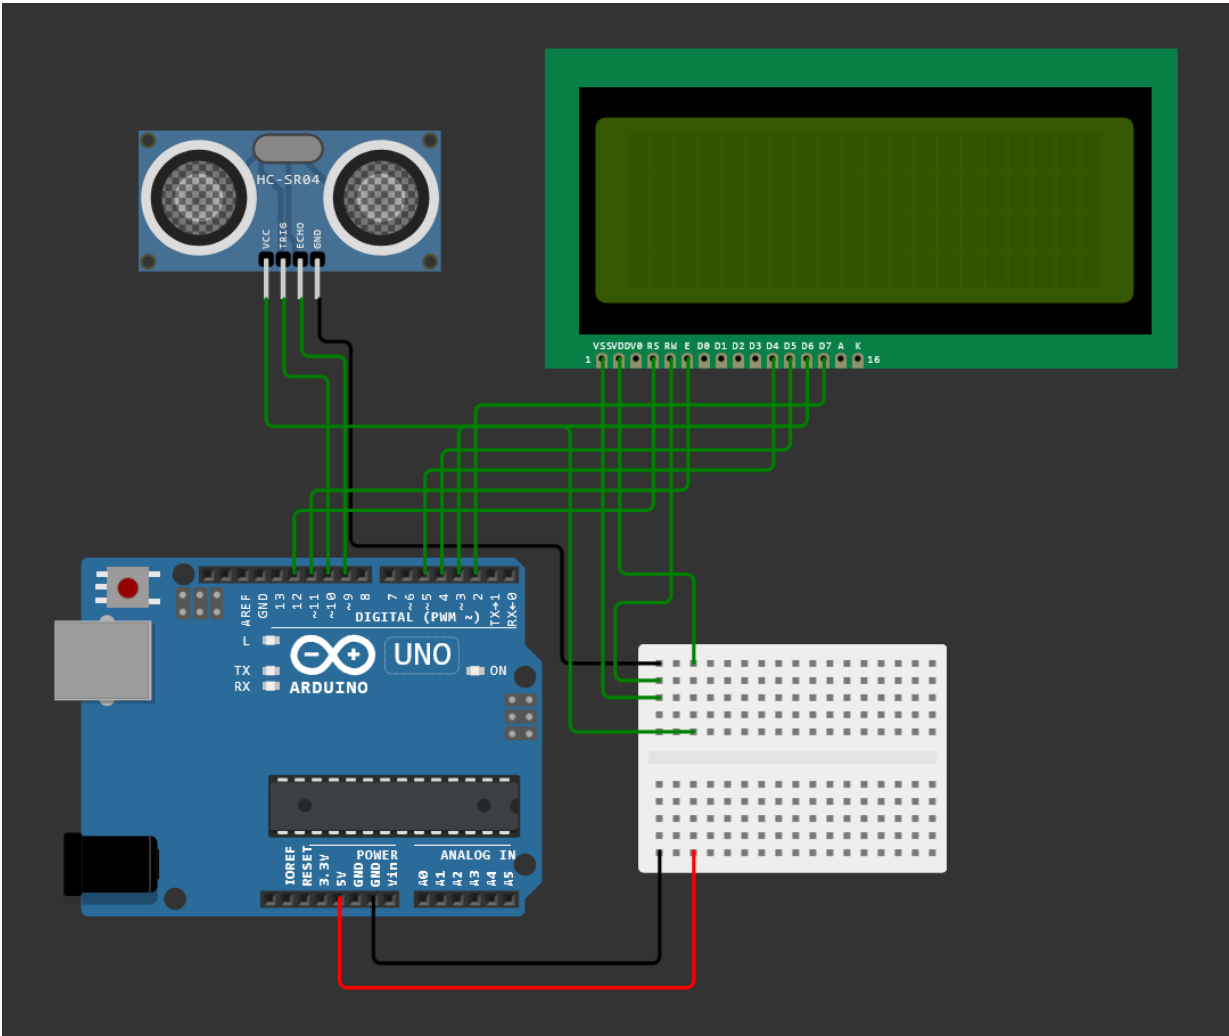 HC-SR04
VCC
TRIG
ECHO
GND
VSS VDD V0 RS RW E D0 D1 D2 D3 D4 D5 D6 D7 A K
1 16
AREF GND 13 12 ~11 ~10 ~9 8 7 ~6 ~5 4 ~3 2 TX→1 RX←0
DIGITAL (PWM ~)
L
TX
RX
UNO
ON
ARDUINO
IOREF RESET 3.3V 5V GND GND Vin
POWER
ANALOG IN
A0 A1 A2 A3 A4 A5